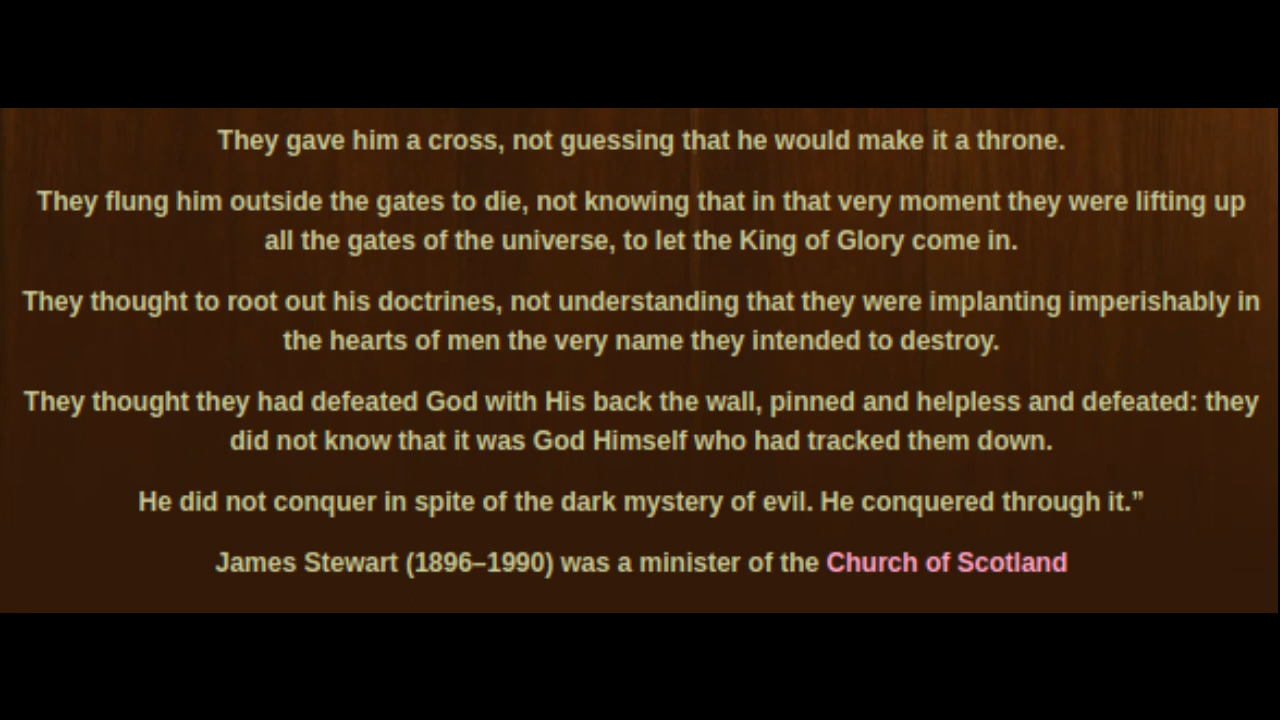 They gave him a cross, not guessing that he would make it a throne.
They flung him outside the gates to die, not knowing that in that very moment they were lifting up
all the gates of the universe, to let the King of Glory come in.
They thought to root out his doctrines, not understanding that they were implanting imperishably in
the hearts of men the very name they intended to destroy.
They thought they had defeated God with His back the wall, pinned and helpless and defeated: they
did not know that it was God Himself who had tracked them down.
He did not conquer in spite of the dark mystery of evil. He conquered through it.”
James Stewart (1896–1990) was a minister of the Church of Scotland